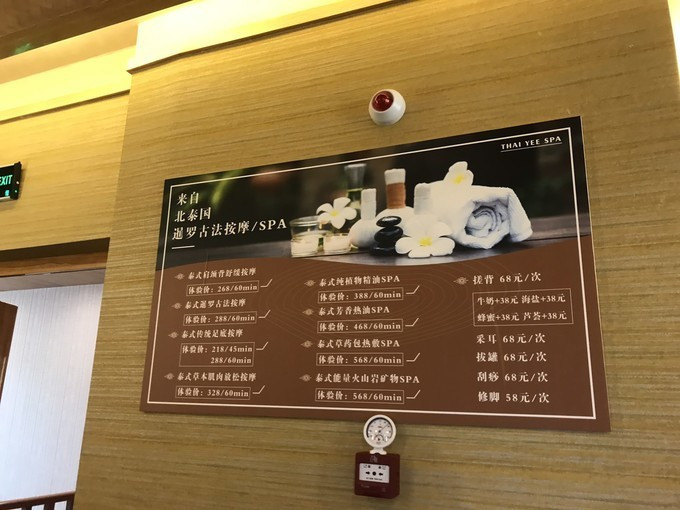 EXIT
THAI YEE SPA
来自
北泰国
暹罗古法按摩/SPA
泰式肩颈背舒缓按摩
体验价：268/60min
泰式暹罗古法按摩
体验价：288/60min
泰式传统足底按摩
体验价：218/45min
288/60min
泰式草本肌肉放松按摩
体验价：328/60min
泰式纯植物精油SPA
体验价：388/60min
泰式芳香热油SPA
体验价：468/60min
泰式草药包热敷SPA
体验价：568/60min
泰式能量火山岩矿物SPA
体验价：568/60min
搓背 68元/次
牛奶+38元 海盐+38元
蜂蜜+38元 芦荟+38元
采耳 68元/次
拔罐 68元/次
刮痧 68元/次
修脚 58元/次